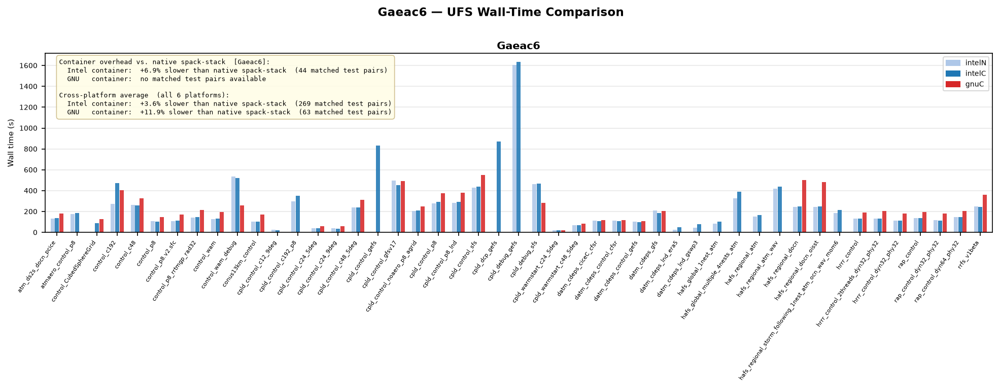 Gaeac6 — UFS Wall-Time Comparison
Gaeac6
Container overhead vs. native spack-stack  [Gaeac6]:
Intel container:  +6.9% slower than native spack-stack  (44 matched test pairs)
GNU   container:  no matched test pairs available
Cross-platform average  (all 6 platforms):
Intel container:  +3.6% slower than native spack-stack  (269 matched test pairs)
GNU   container:  +11.9% slower than native spack-stack  (63 matched test pairs)
intelN
intelC
gnuC
Wall time (s)
1600
1400
1200
1000
800
600
400
200
0
atm_ds2s_docn_pcice
atmaero_control_p8
control_CubedSphereGrid
control_c192
control_c48
control_p8
control_p8.v2.sfc
control_p8_rrtmgp_rad32
control_wam
control_wam_debug
conus13km_control
cpld_control_c12_9deg
cpld_control_c192_p8
cpld_control_c24_5deg
cpld_control_c24_9deg
cpld_control_c48_5deg
cpld_control_gefs
cpld_control_gfsv17
cpld_control_noaero_p8_agrid
cpld_control_p8
cpld_control_p8_lnd
cpld_control_sfs
cpld_dcp_gefs
cpld_debug_gefs
cpld_debug_sfs
cpld_warmstart_c24_5deg
cpld_warmstart_c48_5deg
datm_cdeps_ciceC_cfsr
datm_cdeps_control_cfsr
datm_cdeps_control_gefs
datm_cdeps_gfs
datm_cdeps_lnd_era5
datm_cdeps_lnd_gswp3
hafs_global_1nest_atm
hafs_global_multiple_4nests_atm
hafs_regional_atm
hafs_regional_atm_wav
hafs_regional_docn
hafs_regional_docn_oisst
hafs_regional_storm_following_1nest_atm_ocn_wav_mom6
hrrr_control
hrrr_control_2threads_dyn32_phy32
hrrr_control_dyn32_phy32
rap_control
rap_control_dyn32_phy32
rap_control_dyn64_phy32
rrfs_v1beta